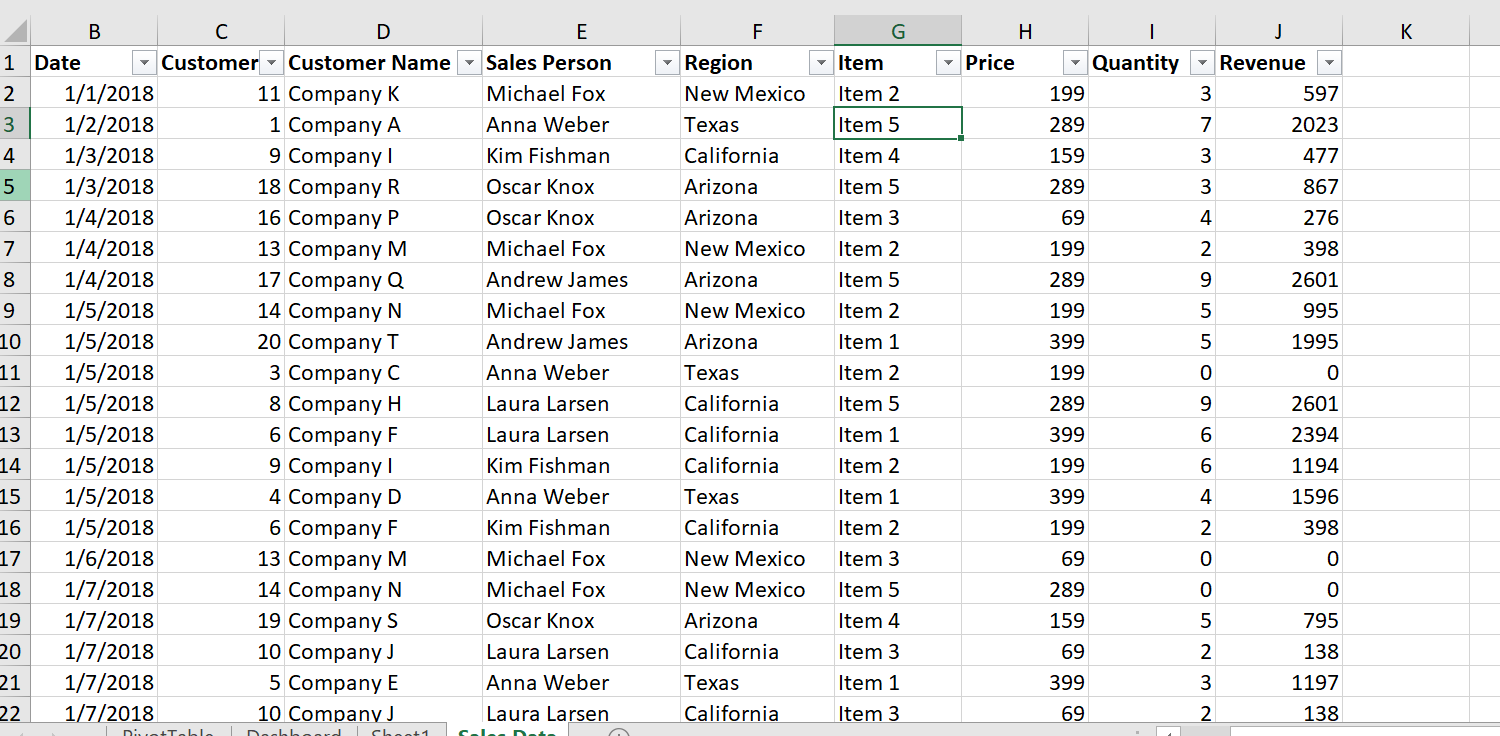 B C D E F G H I J K
1 Date Customer Customer Name Sales Person Region Item Price Quantity Revenue
2 1/1/2018 11 Company K Michael Fox New Mexico Item 2 199 3 597
3 1/2/2018 1 Company A Anna Weber Texas Item 5 289 7 2023
4 1/3/2018 9 Company I Kim Fishman California Item 4 159 3 477
5 1/3/2018 18 Company R Oscar Knox Arizona Item 5 289 3 867
6 1/4/2018 16 Company P Oscar Knox Arizona Item 3 69 4 276
7 1/4/2018 13 Company M Michael Fox New Mexico Item 2 199 2 398
8 1/4/2018 17 Company Q Andrew James Arizona Item 5 289 9 2601
9 1/5/2018 14 Company N Michael Fox New Mexico Item 2 199 5 995
10 1/5/2018 20 Company T Andrew James Arizona Item 1 399 5 1995
11 1/5/2018 3 Company C Anna Weber Texas Item 2 199 0 0
12 1/5/2018 8 Company H Laura Larsen California Item 5 289 9 2601
13 1/5/2018 6 Company F Laura Larsen California Item 1 399 6 2394
14 1/5/2018 9 Company I Kim Fishman California Item 2 199 6 1194
15 1/5/2018 4 Company D Anna Weber Texas Item 1 399 4 1596
16 1/5/2018 6 Company F Kim Fishman California Item 2 199 2 398
17 1/6/2018 13 Company M Michael Fox New Mexico Item 3 69 0 0
18 1/7/2018 14 Company N Michael Fox New Mexico Item 5 289 0 0
19 1/7/2018 19 Company S Oscar Knox Arizona Item 4 159 5 795
20 1/7/2018 10 Company J Laura Larsen California Item 3 69 2 138
21 1/7/2018 5 Company E Anna Weber Texas Item 1 399 3 1197
22 1/7/2018 10 Company J Laura Larsen California Item 3 69 2 138
PivotTable Dashboard Sheet1 Sales Data